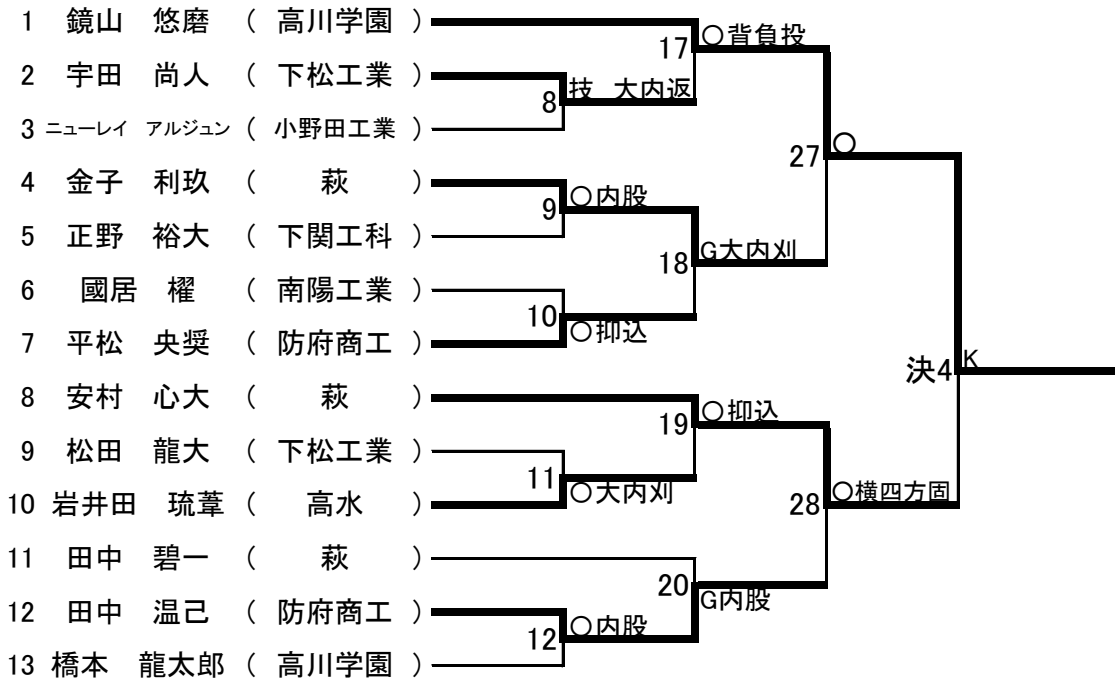 1 鏡山 悠磨 ( 高川学園 )
17 ○背負投
2 宇田 尚人 ( 下松工業 )
8 技 大内返
3 ニューレイ アルジュン ( 小野田工業 )
27 ○
4 金子 利玖 ( 萩 )
9 ○内股
5 正野 裕大 ( 下関工科 )
18 G大内刈
6 國居 櫂 ( 南陽工業 )
10 ○抑込
7 平松 央奨 ( 防府商工 )
決4 K
8 安村 心大 ( 萩 )
19 ○抑込
9 松田 龍大 ( 下松工業 )
11 ○大内刈
10 岩井田 琉葦 ( 高水 )
28 ○横四方固
11 田中 碧一 ( 萩 )
20 G内股
12 田中 温己 ( 防府商工 )
12 ○内股
13 橋本 龍太郎 ( 高川学園 )